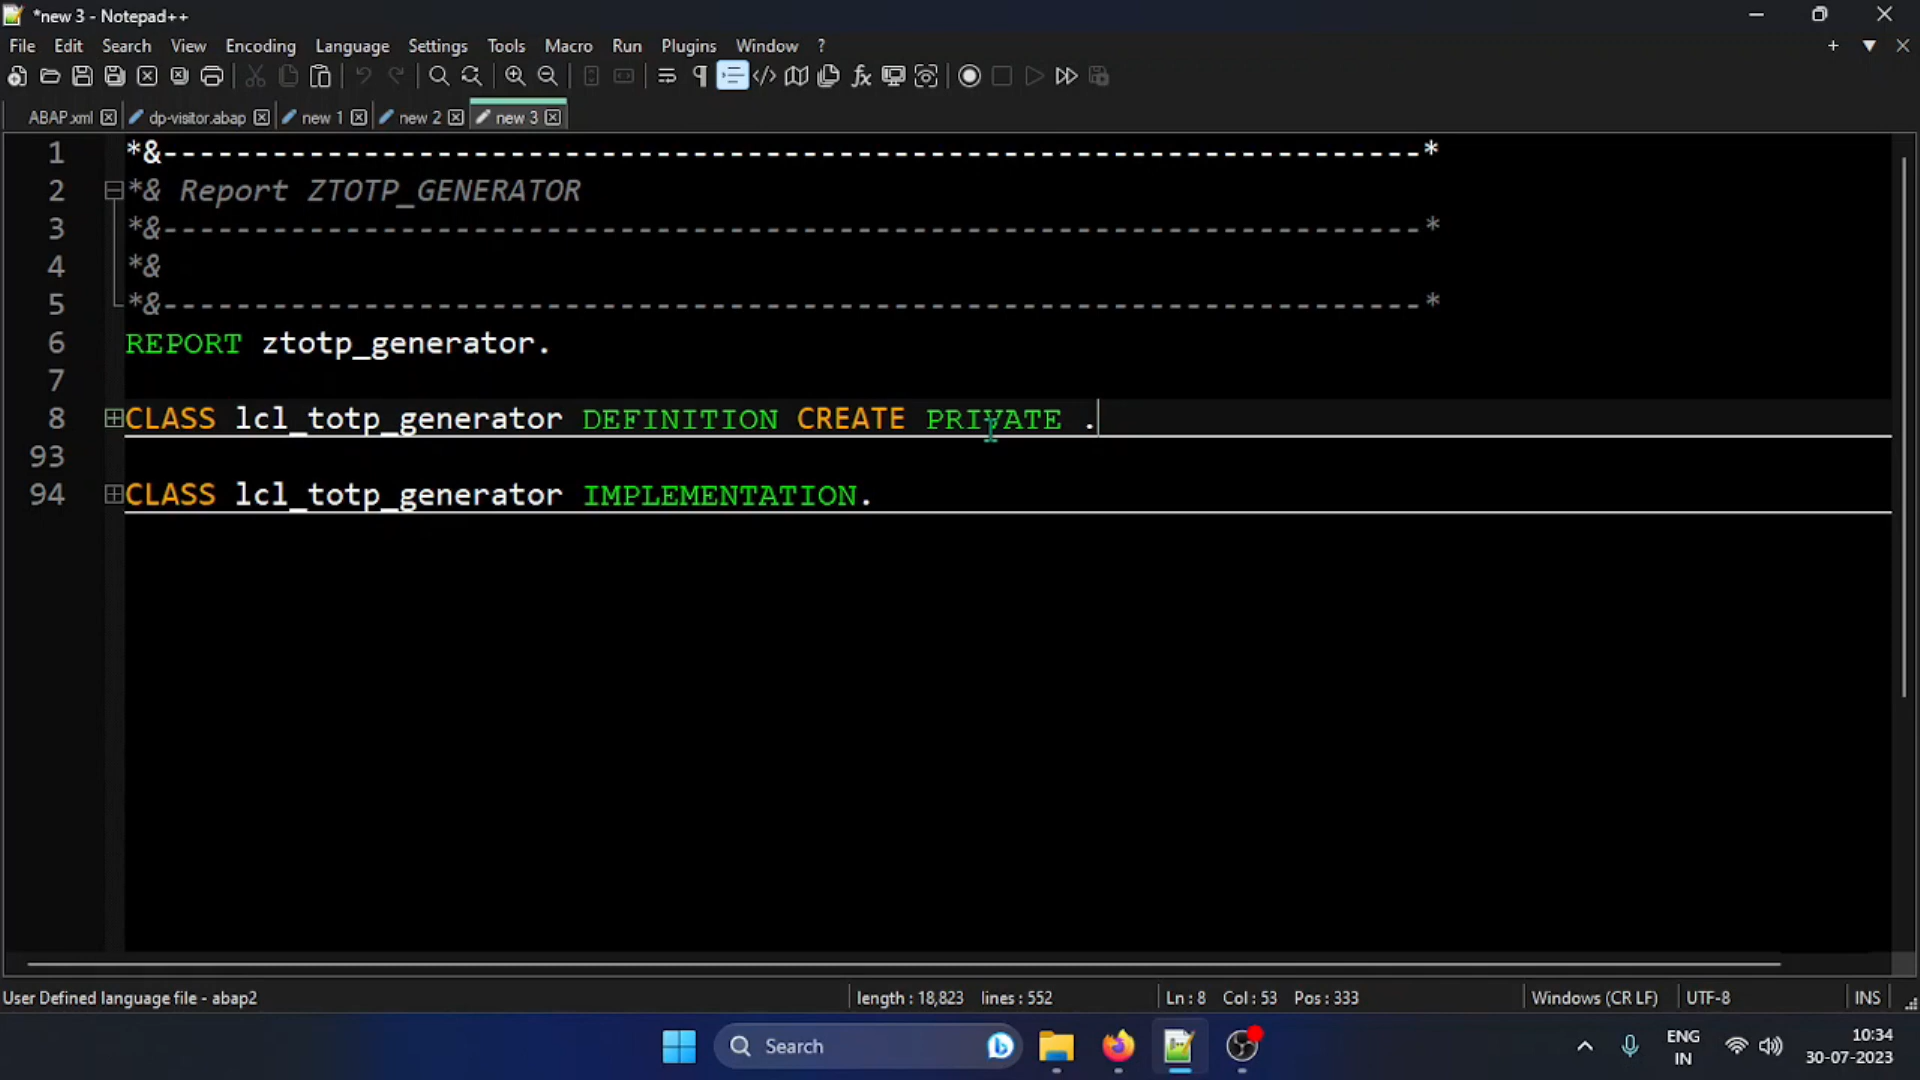 *new 3 - Notepad++
File Edit Search View Encoding Language Settings Tools Macro Run Plugins Window ?
ABAP.xml dp-visitor.abap new 1 new 2 new 3
1 *&---------------------------------------------------------------------*
2 *& Report ZTOTP_GENERATOR
3 *&---------------------------------------------------------------------*
4 *&
5 *&---------------------------------------------------------------------*
6 REPORT ztotp_generator.
7
8 CLASS lcl_totp_generator DEFINITION CREATE PRIVATE .
93
94 CLASS lcl_totp_generator IMPLEMENTATION.
User Defined language file - abap2 length : 18,823 lines : 552 Ln : 8 Col : 53 Pos : 333 Windows (CR LF) UTF-8 INS
Search
ENG
IN
10:34
30-07-2023